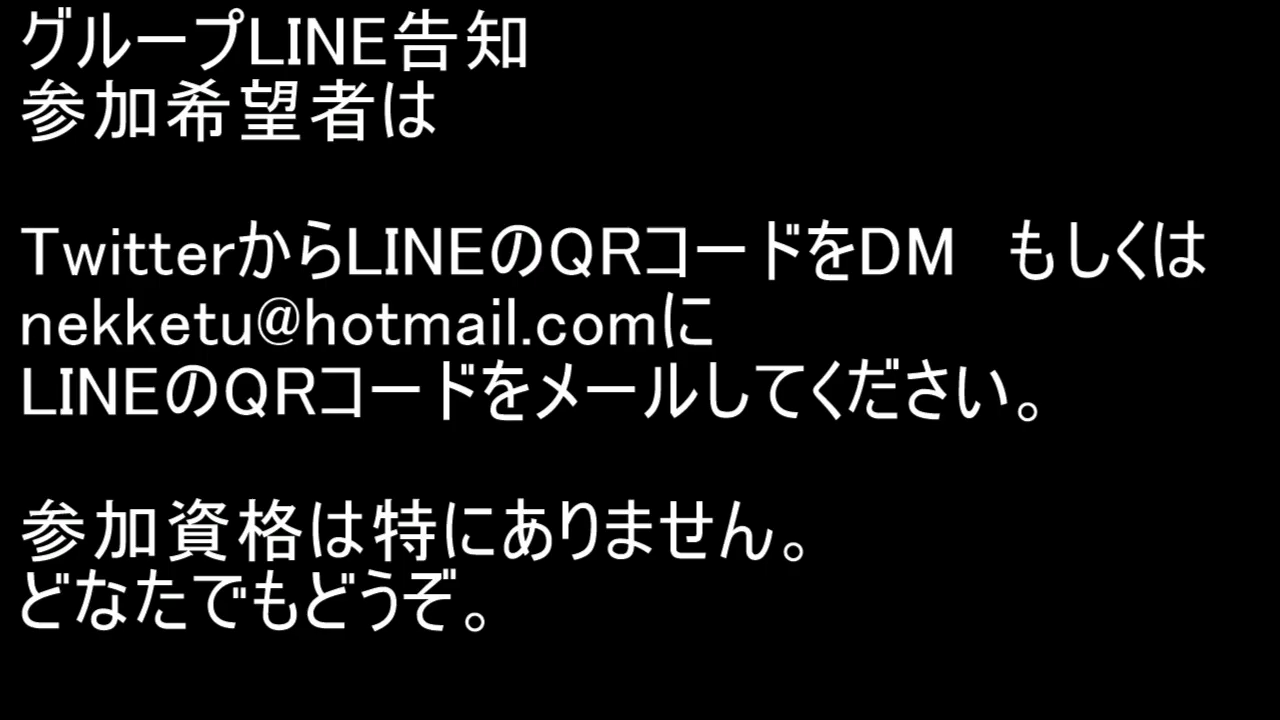 グループLINE告知
参加希望者は
TwitterからLINEのQRコードをDM　もしくは
nekketu@hotmail.comに
LINEのQRコードをメールしてください。
参加資格は特にありません。
どなたでもどうぞ。